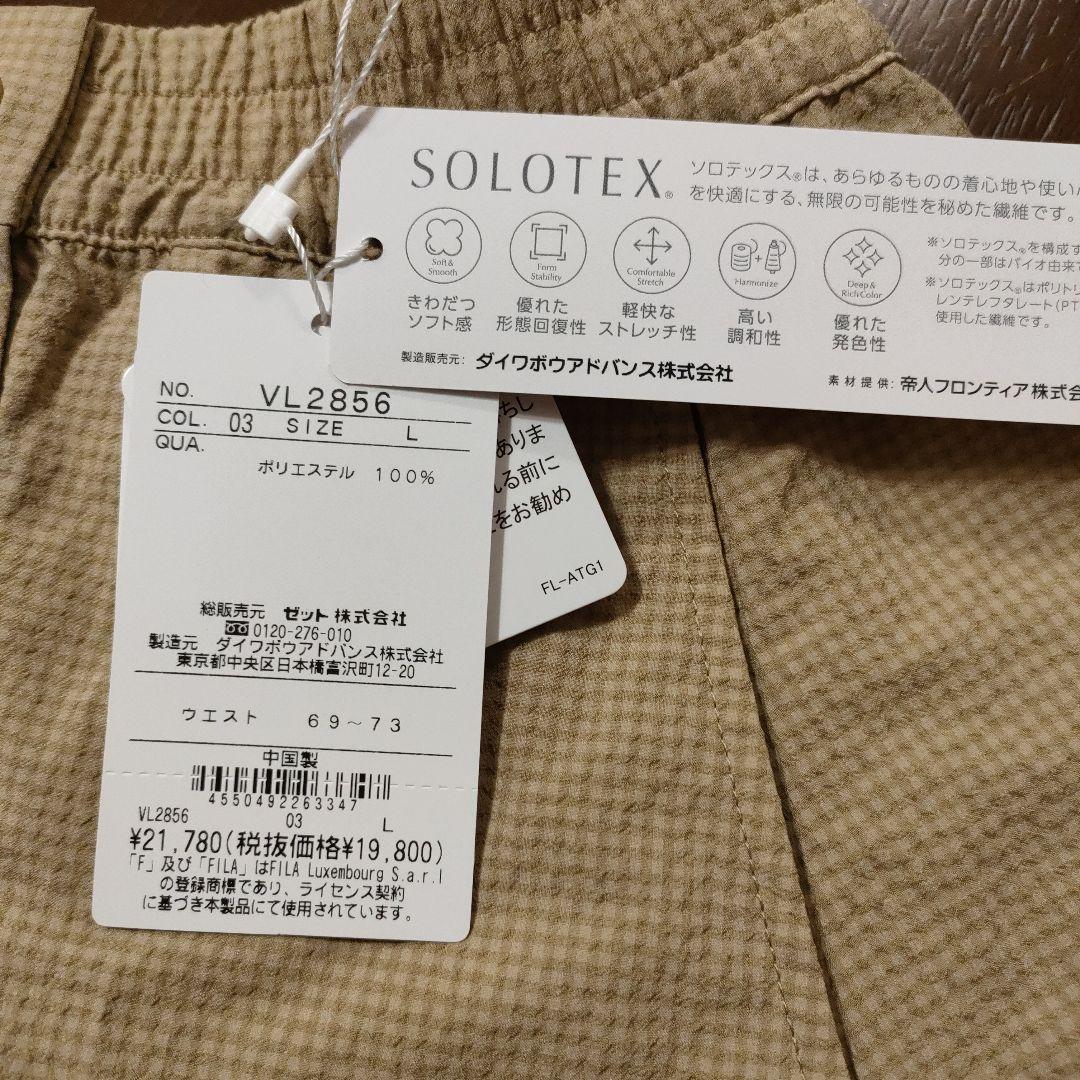 SOLOTEX®
ソロテックス®は、あらゆるものの着心地や使い
を快適にする、無限の可能性を秘めた繊維です。
※ソロテックス®を構成す
分の一部はバイオ由来で
※ソロテックス®はポリトリ
レンテレフタレート(PT
使用した繊維です。
Soft &
Smooth
きわだつ
ソフト感
Form
Stability
優れた
形態回復性
Comfortable
Stretch
軽快な
ストレッチ性
Harmonize
高い
調和性
Deep &
Rich Color
優れた
発色性
製造販売元: ダイワボウアドバンス株式会社
素材提供: 帝人フロンティア株式会
NO. VL2856
COL. 03 SIZE L
QUA.
ポリエステル 100%
総販売元 ゼット株式会社
0120-276-010
製造元 ダイワボウアドバンス株式会社
東京都中央区日本橋富沢町12-20
ウエスト 69~73
中国製
4550492263347
VL2856 03 L
¥21,780(税抜価格¥19,800)
「F」及び「FILA」はFILA Luxembourg S.a.r.l
の登録商標であり、ライセンス契約
に基づき本製品にて使用されています。
ちし
ありま
れる前に
をお勧め
FL-ATG1